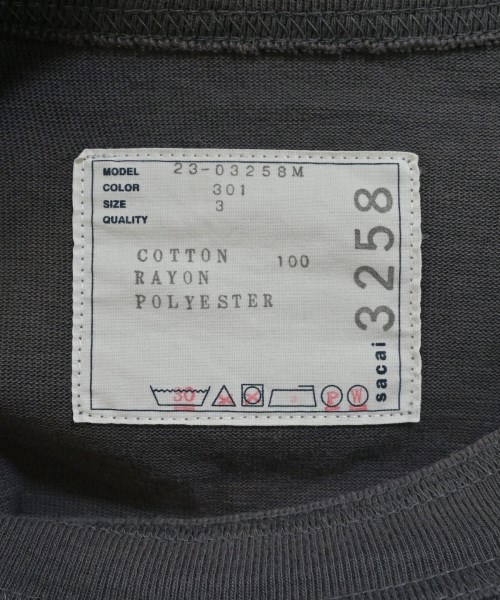 MODEL 23-03258M
COLOR 301
SIZE 3
QUALITY
COTTON 100
RAYON
POLYESTER
30
P W
sacai 3258